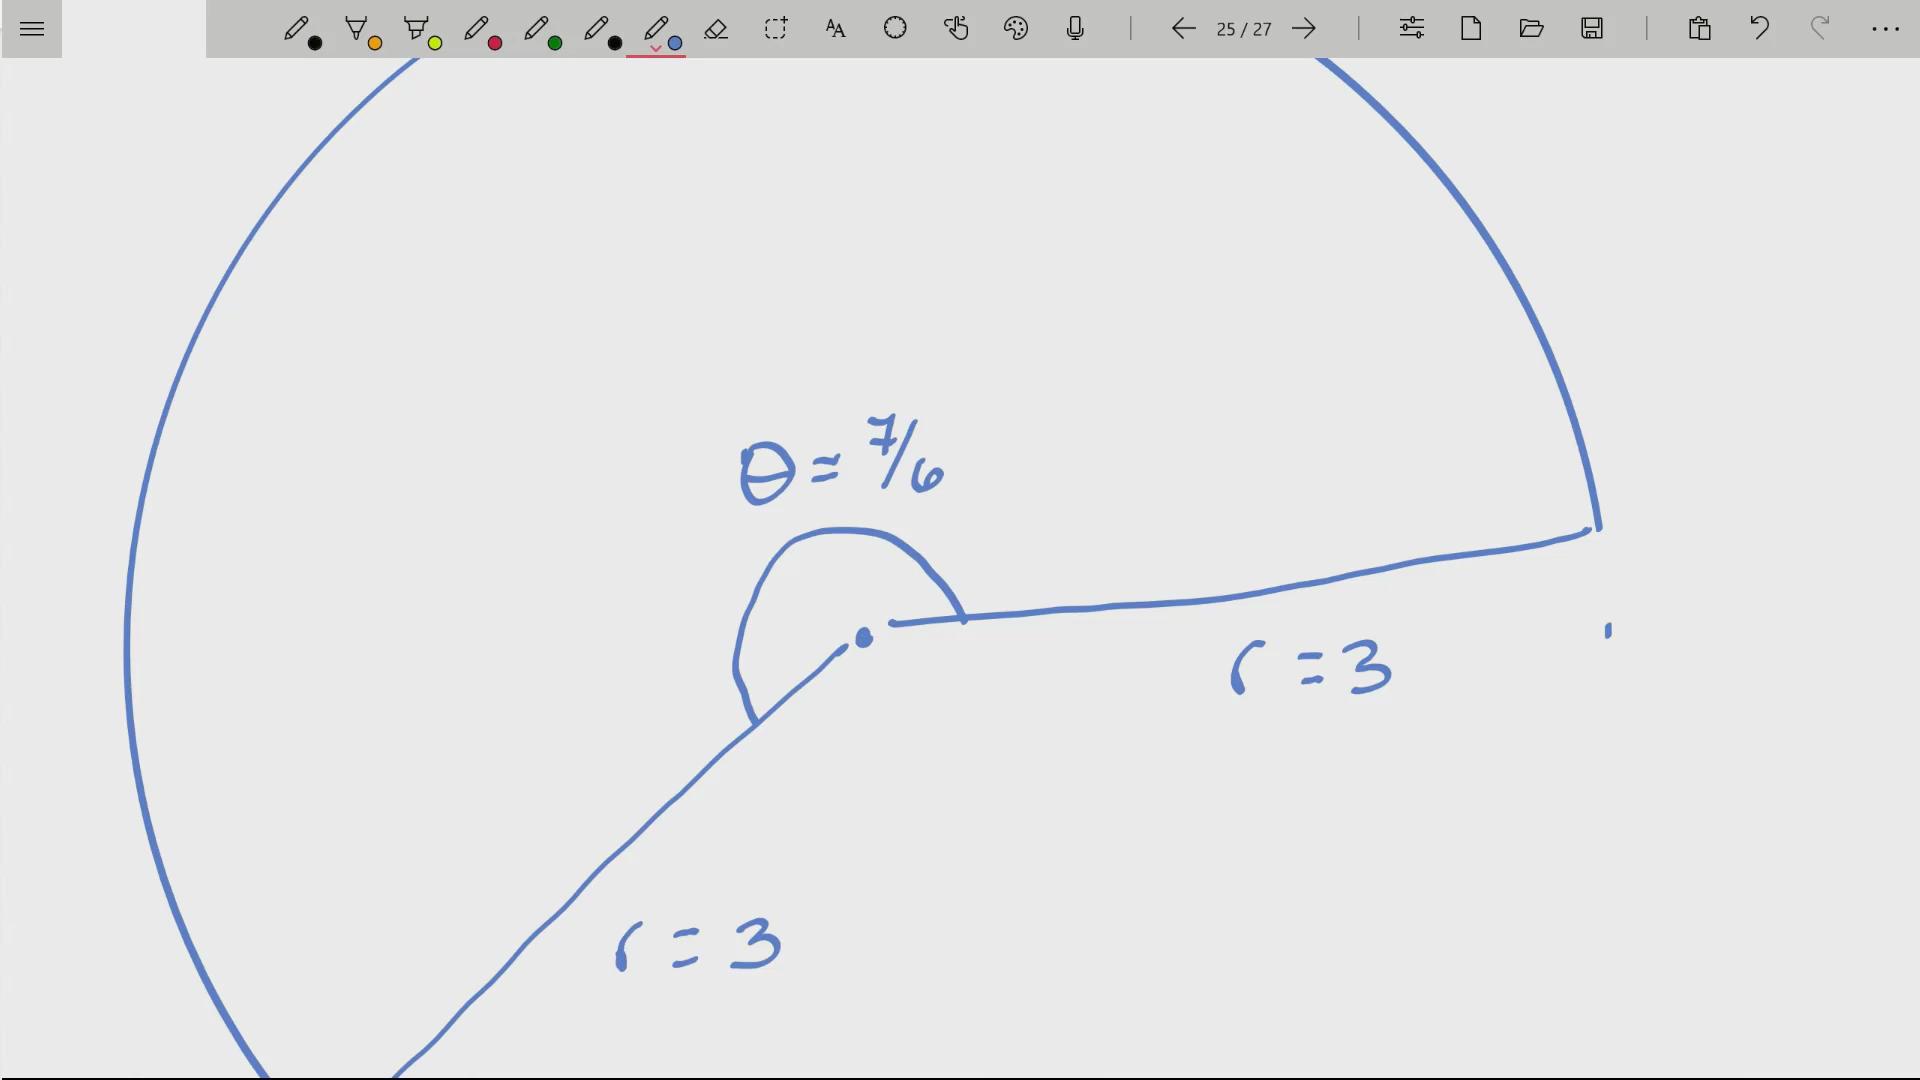 25 / 27
θ = 7/6
r = 3
r = 3